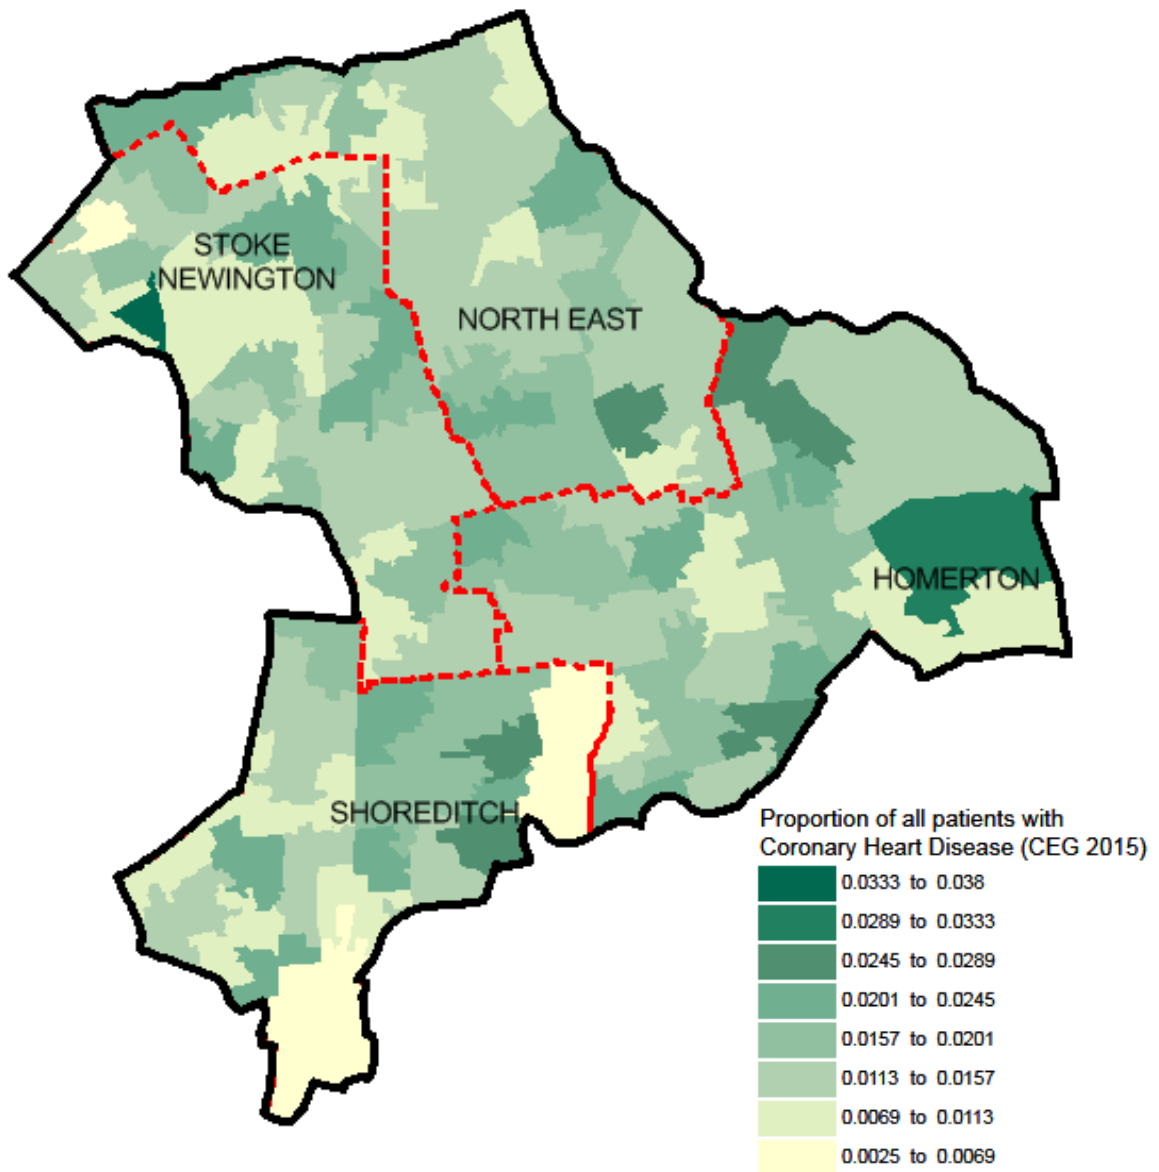 STOKE
NEWINGTON
NORTH EAST
HOMERTON
SHOREDITCH
Proportion of all patients with
Coronary Heart Disease (CEG 2015)
0.0333 to 0.038
0.0289 to 0.0333
0.0245 to 0.0289
0.0201 to 0.0245
0.0157 to 0.0201
0.0113 to 0.0157
0.0069 to 0.0113
0.0025 to 0.0069